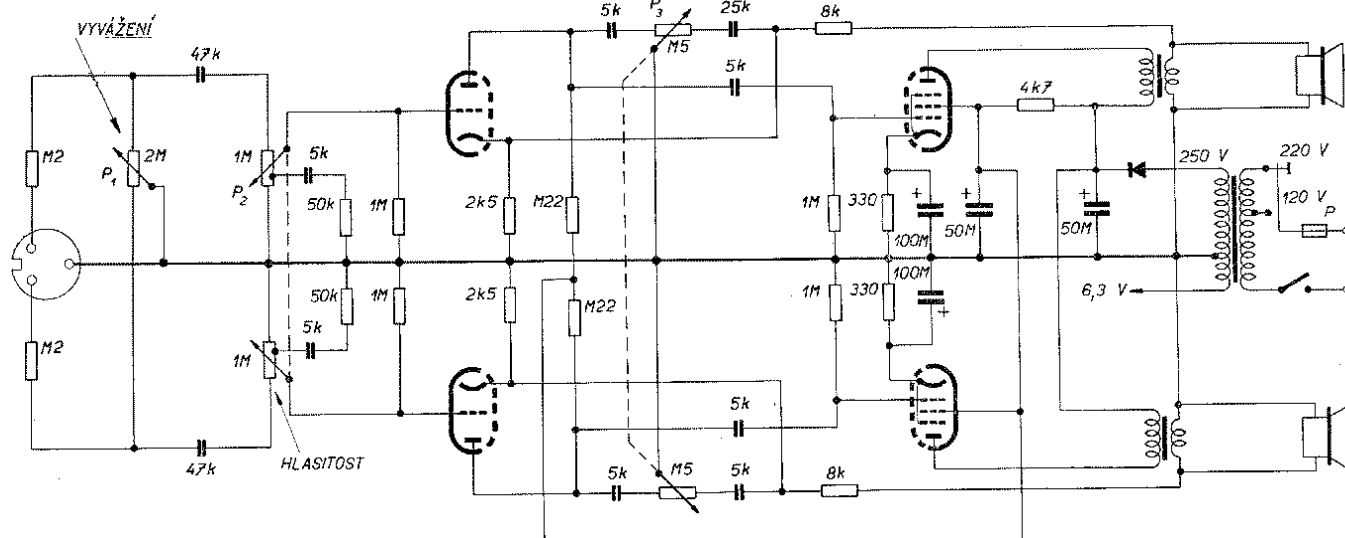 5k
P3
25k
8k
M5
VYVÁŽENÍ
47k
5k
4k7
M2
2M
1M
5k
250 V
220 V
P1
P2
120 V
P
50k
1M
2k5
M22
1M
330
+
100M
+
50M
+
50M
50k
1M
2k5
M22
1M
330
100M
+
6,3 V
5k
M2
1M
5k
47k
HLASITOST
5k
M5
5k
8k